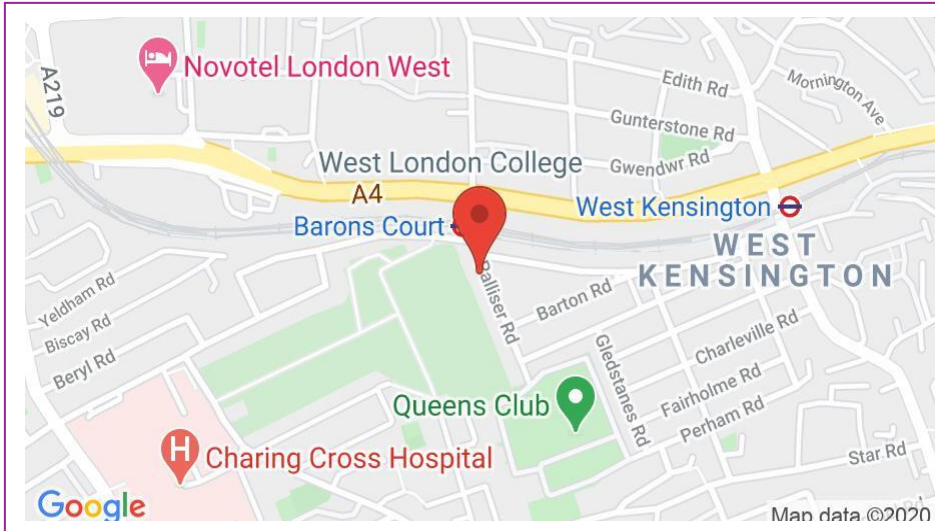 A219
Novotel London West
Edith Rd
Mornington Ave
Gunterstone Rd
West London College
Gwendwr Rd
A4
Barons Court
West Kensington
WEST
KENSINGTON
Palliser Rd
Barton Rd
Yeldham Rd
Biscay Rd
Beryl Rd
Gledstanes Rd
Charleville Rd
Fairholme Rd
Queens Club
Perham Rd
H
Charing Cross Hospital
Star Rd
Google
Map data ©2020